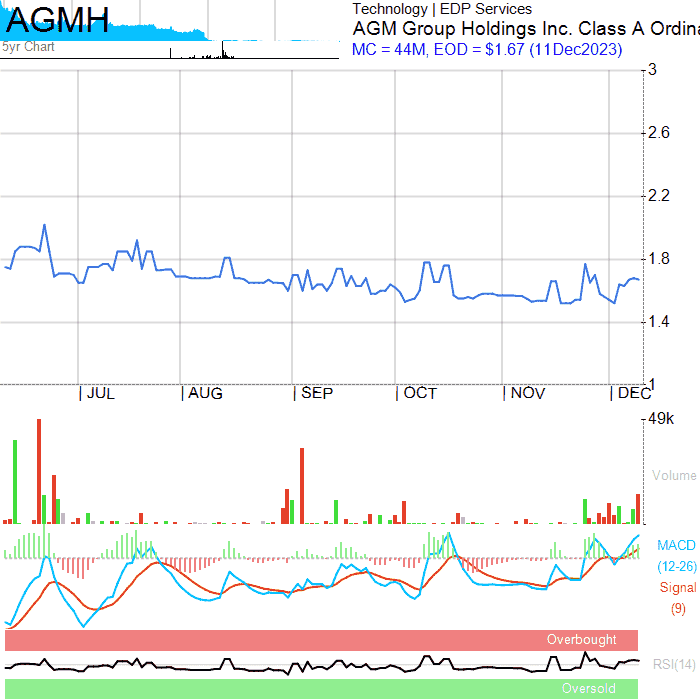 AGMH
5yr Chart
Technology | EDP Services
AGM Group Holdings Inc. Class A Ordina
MC = 44M, EOD = $1.67 (11Dec2023)
3
2.6
2.2
1.8
1.4
1
| JUL | AUG | SEP | OCT | NOV | DEC
49k
Volume
MACD
(12-26)
Signal
(9)
Overbought
RSI(14)
Oversold